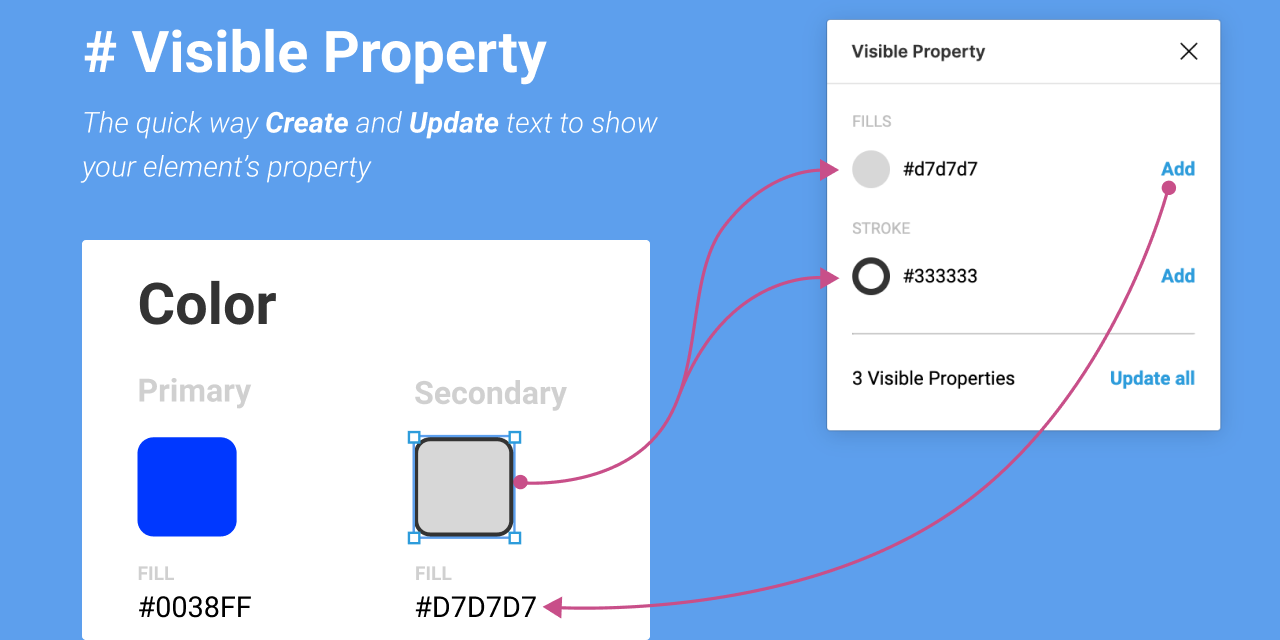 # Visible Property
The quick way Create and Update text to show
your element’s property
Color
Primary
Secondary
FILL
#0038FF
FILL
#D7D7D7
Visible Property
FILLS
#d7d7d7
Add
STROKE
#333333
Add
3 Visible Properties
Update all